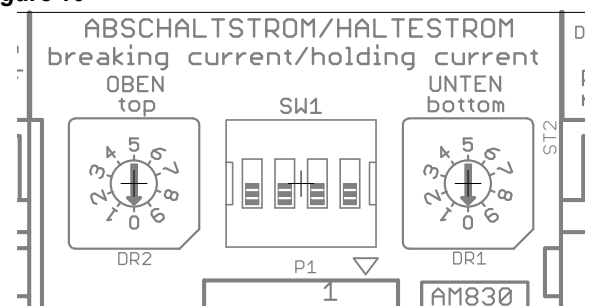 ABSCHALTSTROM/HALTESTROM
breaking current/holding current
OBEN
top
SW1
UNTEN
bottom
ST2
0 1 2 3 4 5 6 7 8 9
0 1 2 3 4 5 6 7 8 9
DR2
P1
DR1
1
AM830